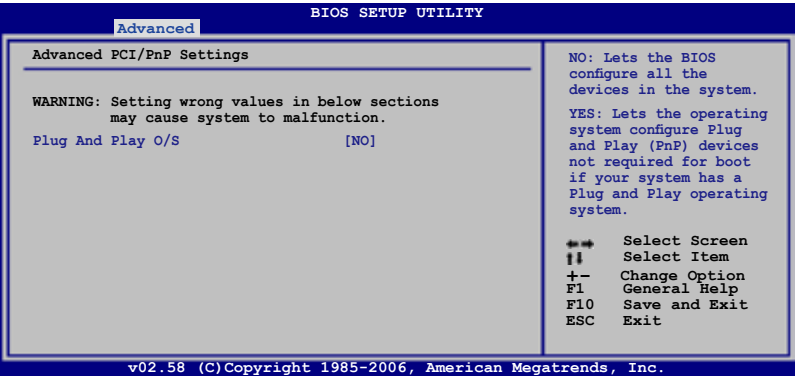 BIOS SETUP UTILITY
Advanced
Advanced PCI/PnP Settings
WARNING: Setting wrong values in below sections
may cause system to malfunction.
Plug And Play O/S [NO]
NO: Lets the BIOS
configure all the
devices in the system.
YES: Lets the operating
system configure Plug
and Play (PnP) devices
not required for boot
if your system has a
Plug and Play operating
system.
←→ Select Screen
↑↓ Select Item
+- Change Option
F1 General Help
F10 Save and Exit
ESC Exit
v02.58 (C)Copyright 1985-2006, American Megatrends, Inc.